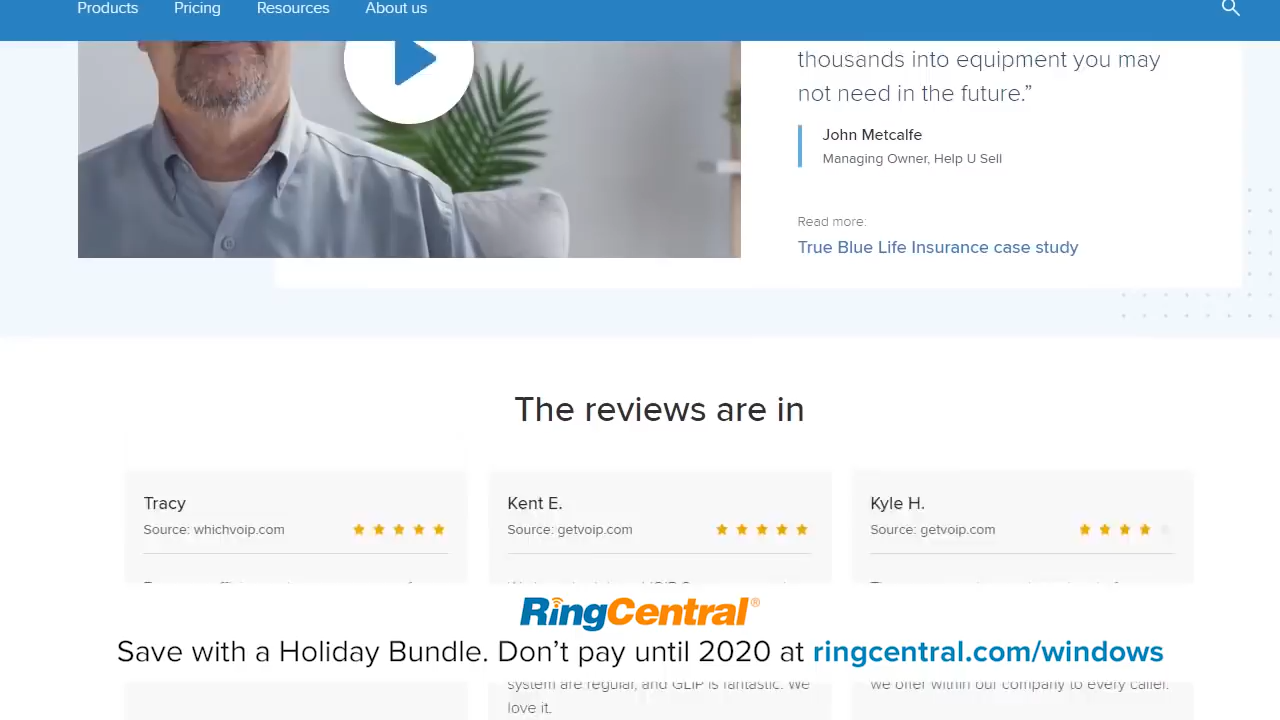 Products Pricing Resources About us
thousands into equipment you may
not need in the future.”
John Metcalfe
Managing Owner, Help U Sell
Read more:
True Blue Life Insurance case study
The reviews are in
Tracy
Source: whichvoip.com
Kent E.
Source: getvoip.com
Kyle H.
Source: getvoip.com
RingCentral®
Save with a Holiday Bundle. Don’t pay until 2020 at ringcentral.com/windows
system are regular, and GLIP is fantastic. We
love it.
we offer within our company to every caller.